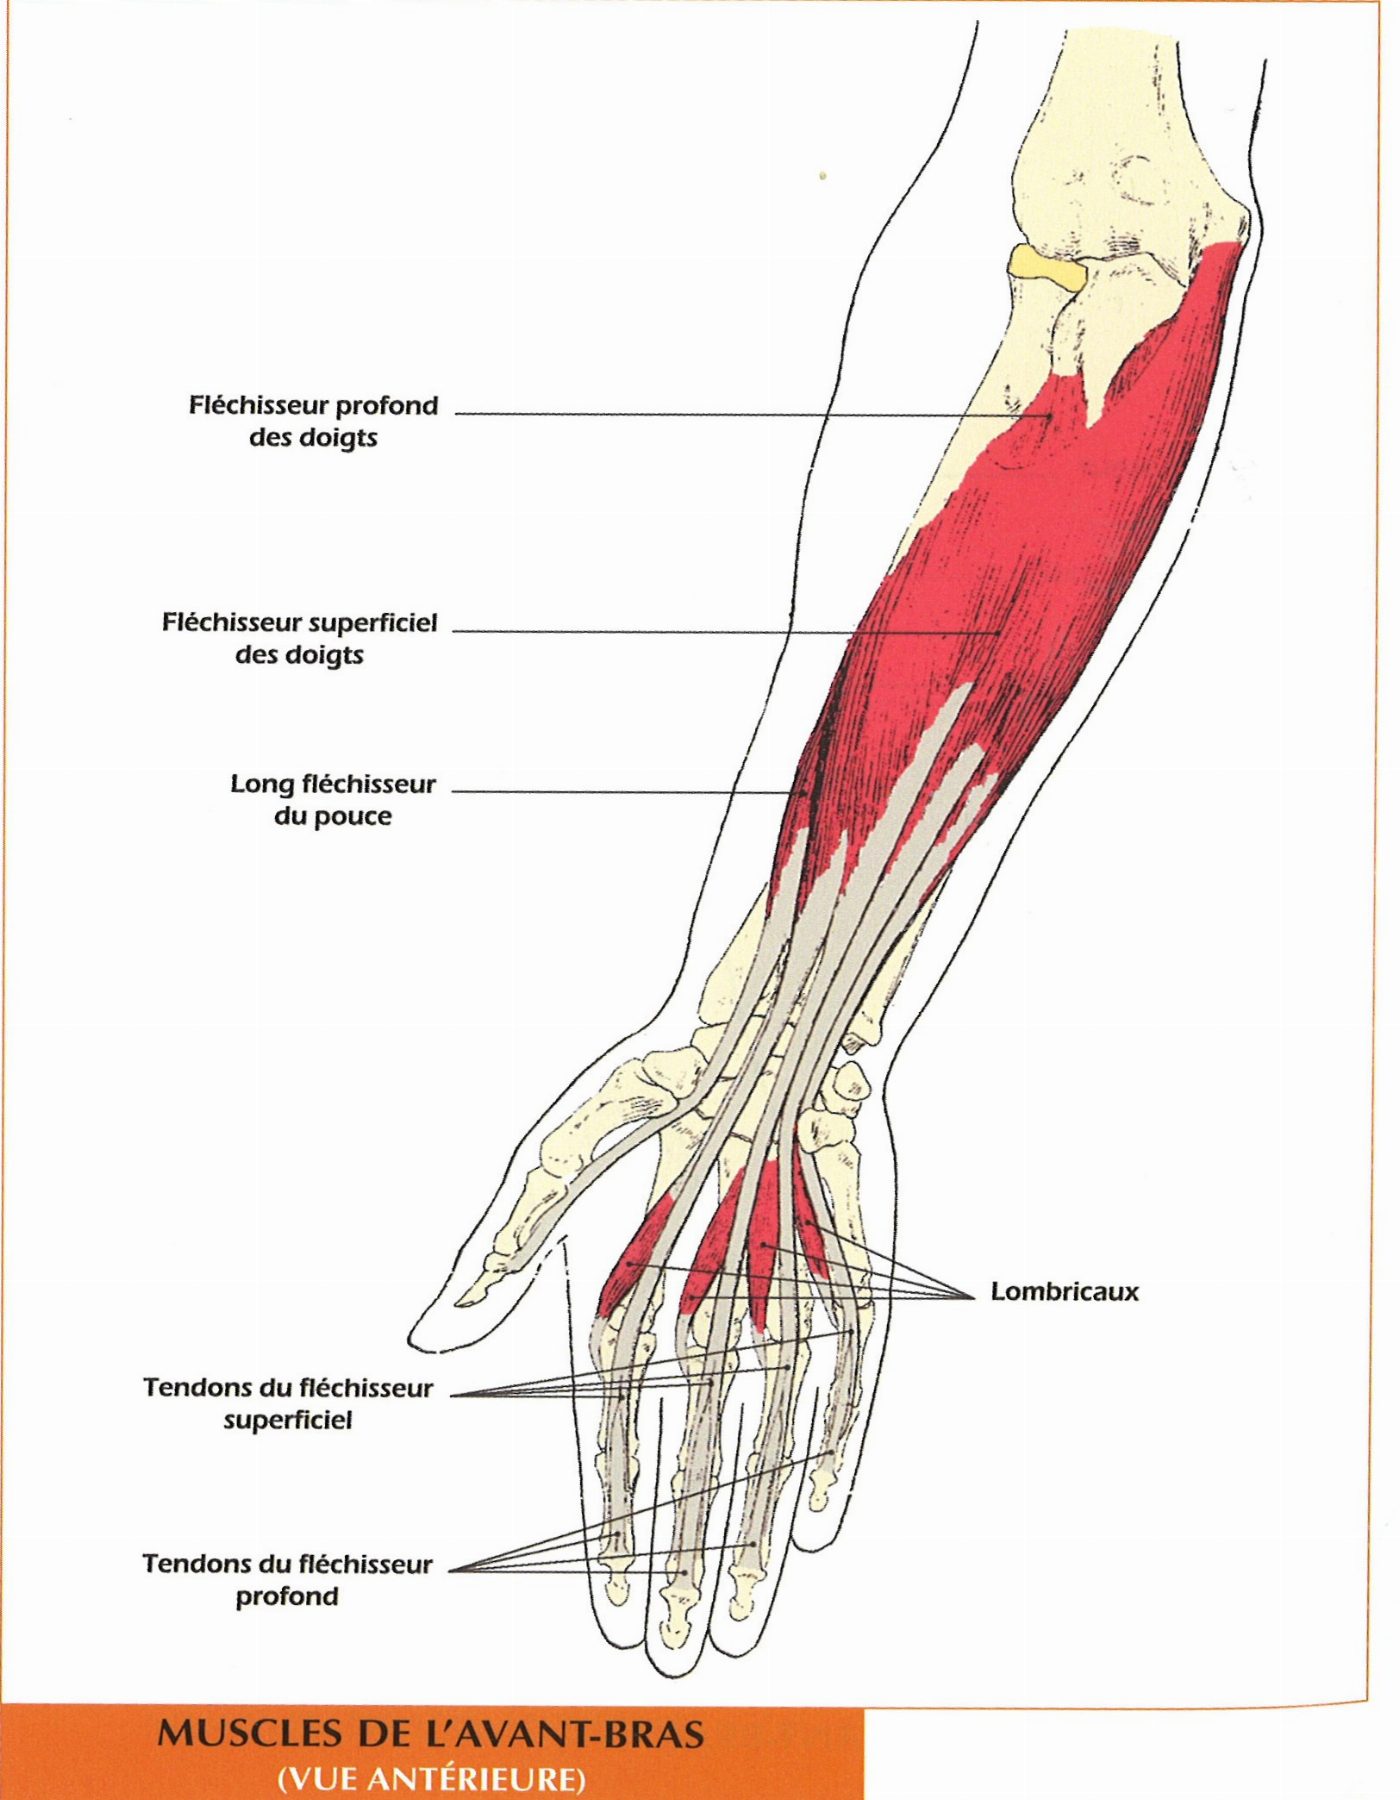 Fléchisseur profond
des doigts
Fléchisseur superficiel
des doigts
Long fléchisseur
du pouce
Lombricaux
Tendons du fléchisseur
superficiel
Tendons du fléchisseur
profond
MUSCLES DE L'AVANT-BRAS
(VUE ANTÉRIEURE)